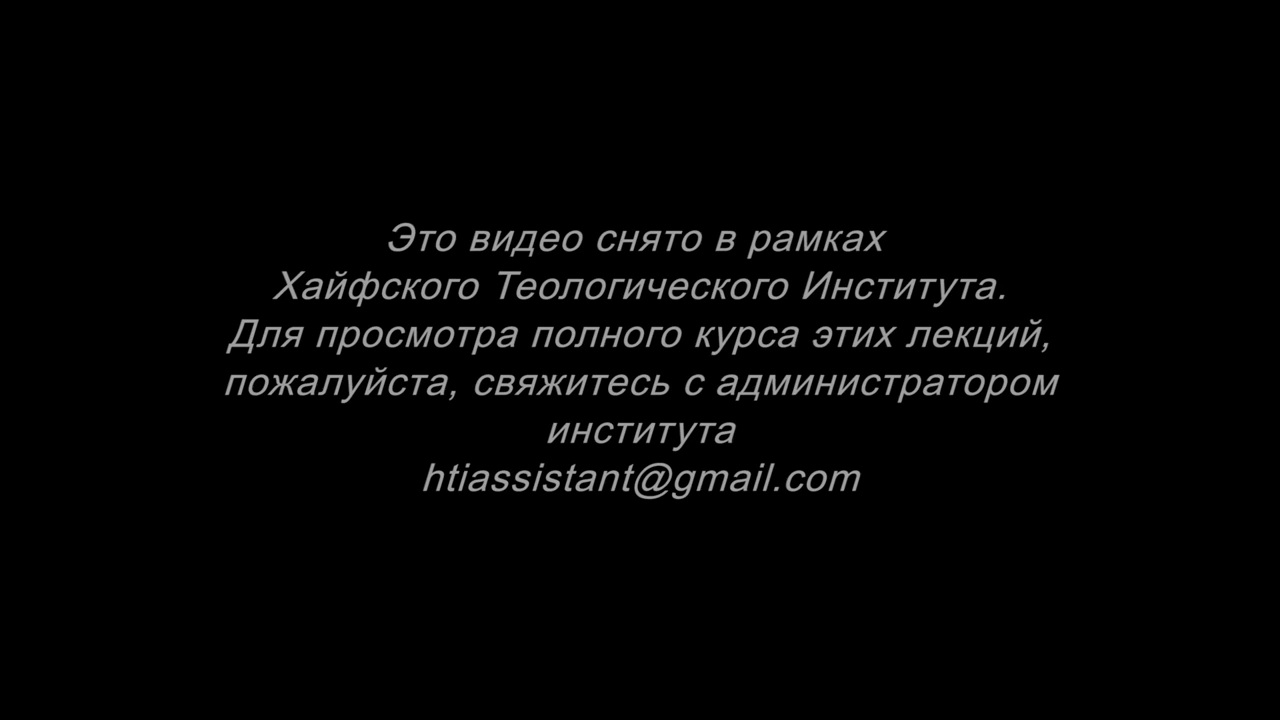 Это видео снято в рамках
Хайфского Теологического Института.
Для просмотра полного курса этих лекций,
пожалуйста, свяжитесь с администратором
института
htiassistant@gmail.com